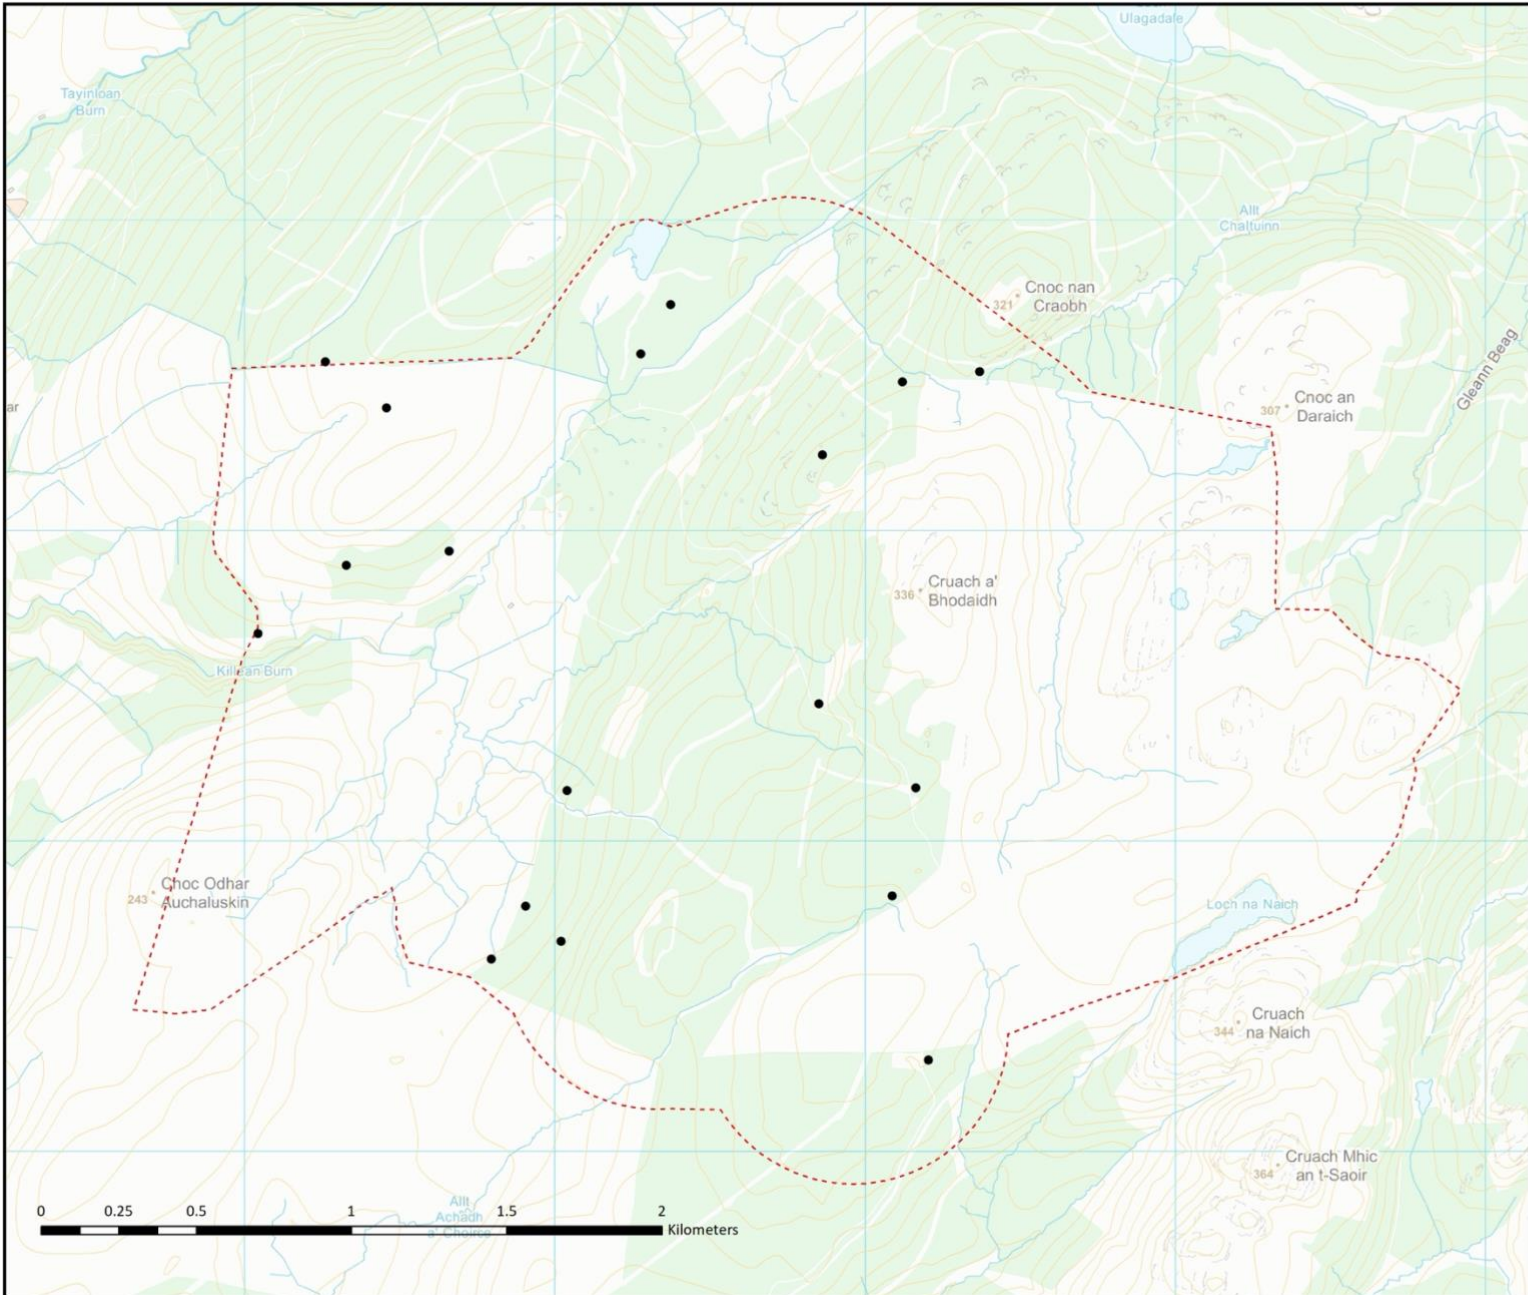 Ulagadale
Tayinloan
Burn
Allt
Chaltuinn
Cnoc nan
Craobh
321
Gleann Beag
Cnoc an
Daraich
307
ar
Cruach a'
Bhodaidh
336
Killean Burn
Cnoc Odhar
Auchaluskin
243
Loch na Naich
Cruach
na Naich
344
Cruach Mhic
an t-Saoir
364
Allt
Achadh
a' Choirce
0 0.25 0.5 1 1.5 2
Kilometers